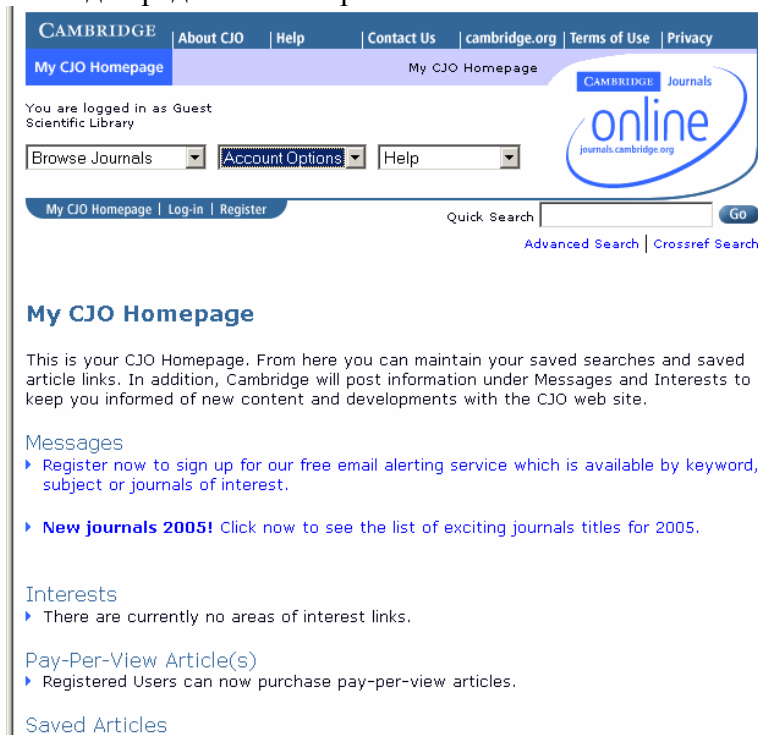 CAMBRIDGE | About CJO | Help | Contact Us | cambridge.org | Terms of Use | Privacy
My CJO Homepage My CJO Homepage
CAMBRIDGE Journals
online
journals.cambridge.org
You are logged in as Guest
Scientific Library
Browse Journals Account Options Help
My CJO Homepage | Log-in | Register
Quick Search Go
Advanced Search | Crossref Search
My CJO Homepage
This is your CJO Homepage. From here you can maintain your saved searches and saved
article links. In addition, Cambridge will post information under Messages and Interests to
keep you informed of new content and developments with the CJO web site.
Messages
Register now to sign up for our free email alerting service which is available by keyword,
subject or journals of interest.
New journals 2005! Click now to see the list of exciting journals titles for 2005.
Interests
There are currently no areas of interest links.
Pay-Per-View Article(s)
Registered Users can now purchase pay-per-view articles.
Saved Articles